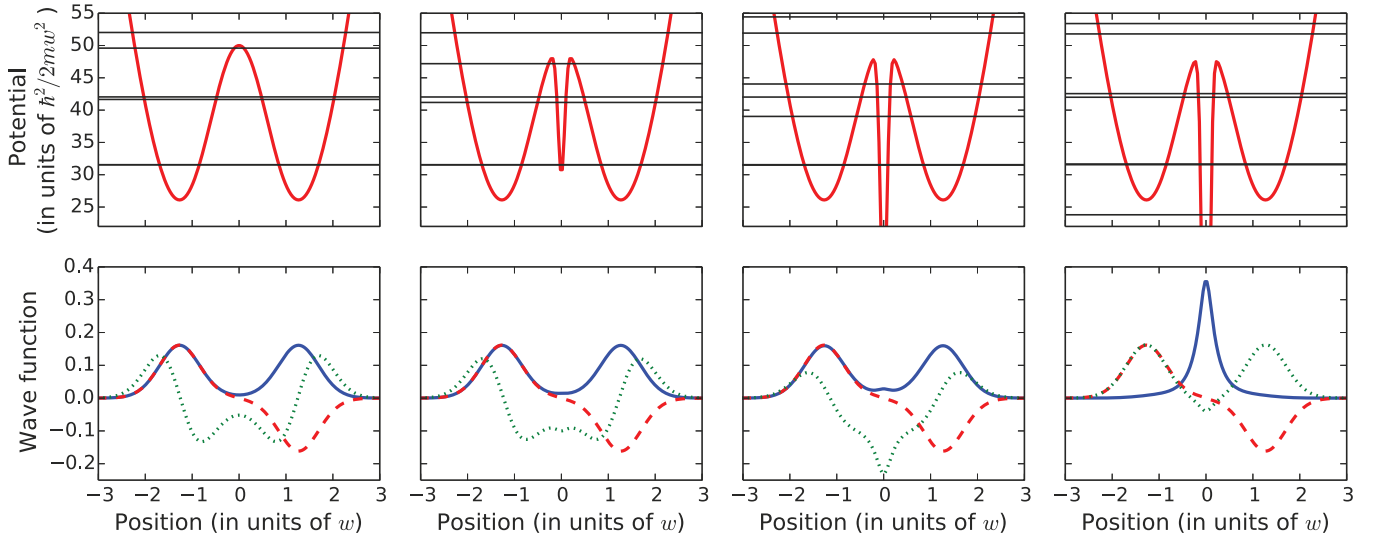 Potential
(in units of ħ²/2mw² )
55
50
45
40
35
30
25
Wave function
0.4
0.3
0.2
0.1
0.0
−0.1
−0.2
−3 −2 −1 0 1 2 3
−3 −2 −1 0 1 2 3
−3 −2 −1 0 1 2 3
−3 −2 −1 0 1 2 3
Position (in units of w)
Position (in units of w)
Position (in units of w)
Position (in units of w)